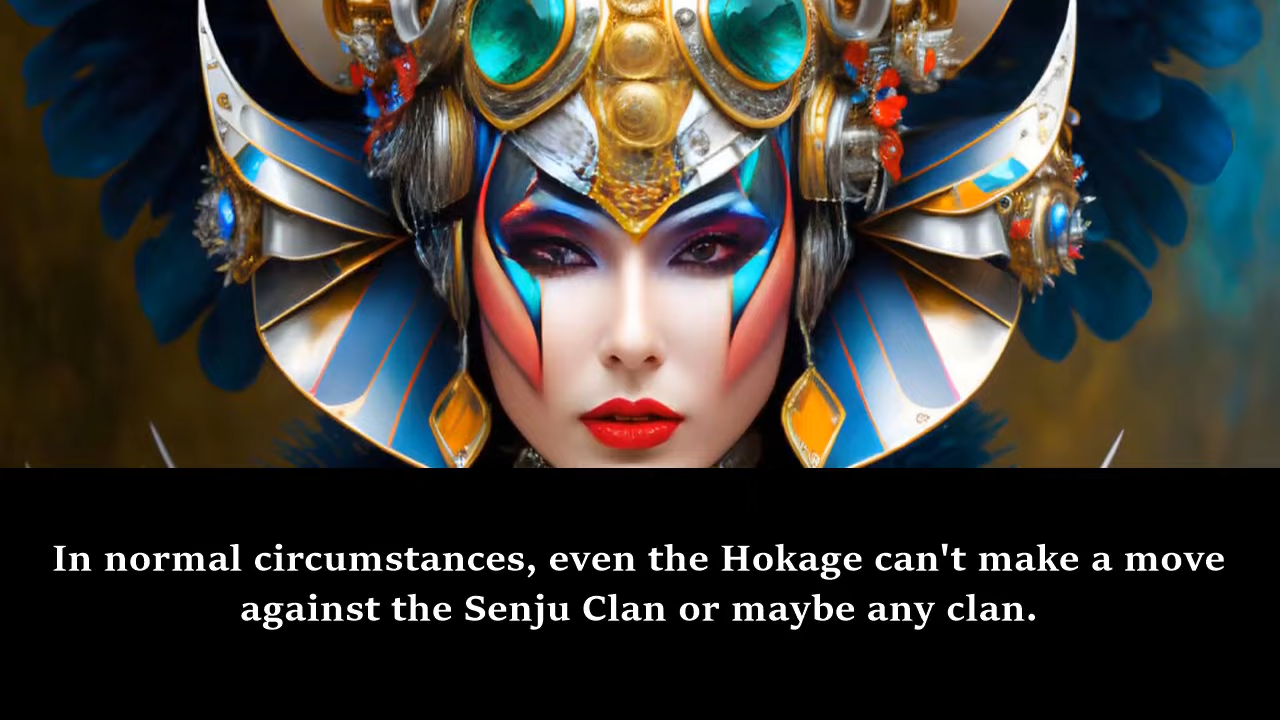 In normal circumstances, even the Hokage can't make a move
against the Senju Clan or maybe any clan.